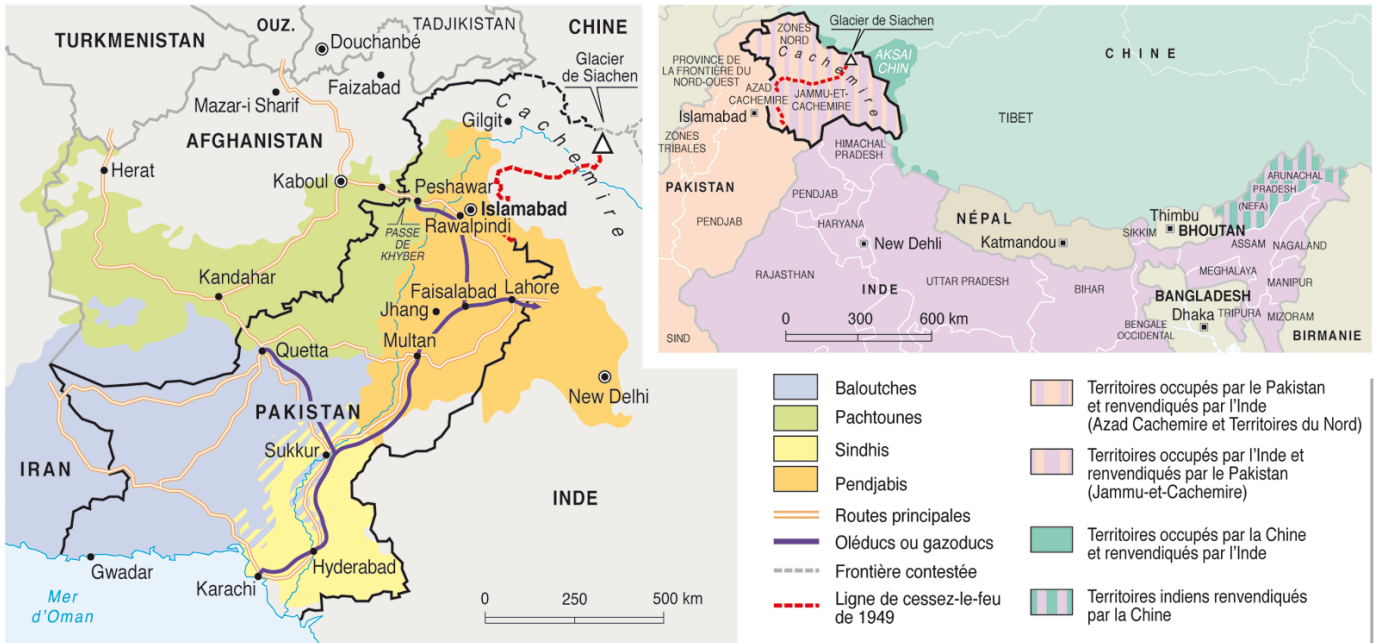 TURKMENISTAN
OUZ.
Douchanbé
TADJIKISTAN
CHINE
Glacier
de Siachen
Faizabad
Mazar-i Sharif
Cachemire
Gilgit
AFGHANISTAN
Herat
Kaboul
Peshawar
Islamabad
Rawalpindi
PASSE
DE
KHYBER
Kandahar
Faisalabad
Lahore
Jhang
Quetta
Multan
New Delhi
PAKISTAN
Sukkur
IRAN
INDE
Gwadar
Karachi
Hyderabad
Mer
d'Oman
0 250 500 km
ZONES
NORD
Glacier de Siachen
Cachemire
AKSAI
CHIN
CHINE
PROVINCE DE
LA FRONTIÈRE DU
NORD-OUEST
AZAD
CACHEMIRE
JAMMU-ET-
CACHEMIRE
Islamabad
TIBET
ZONES
TRIBALES
HIMACHAL
PRADESH
PAKISTAN
PENDJAB
PENDJAB
HARYANA
New Dehli
NÉPAL
Katmandou
ARUNACHAL
PRADESH
(NEFA)
Thimbu
BHOUTAN
SIKKIM
ASSAM
NAGALAND
RAJASTHAN
INDE
UTTAR PRADESH
BIHAR
MEGHALAYA
MANIPUR
BANGLADESH
Dhaka
TRIPURA
MIZORAM
BENGALE
OCCIDENTAL
BIRMANIE
SIND
0 300 600 km
Baloutches
Pachtounes
Sindhis
Pendjabis
Routes principales
Oléducs ou gazoducs
Frontière contestée
Ligne de cessez-le-feu
de 1949
Territoires occupés par le Pakistan
et renvendiqués par l'Inde
(Azad Cachemire et Territoires du Nord)
Territoires occupés par l'Inde et
renvendiqués par le Pakistan
(Jammu-et-Cachemire)
Territoires occupés par la Chine
et renvendiqués par l'Inde
Territoires indiens renvendiqués
par la Chine